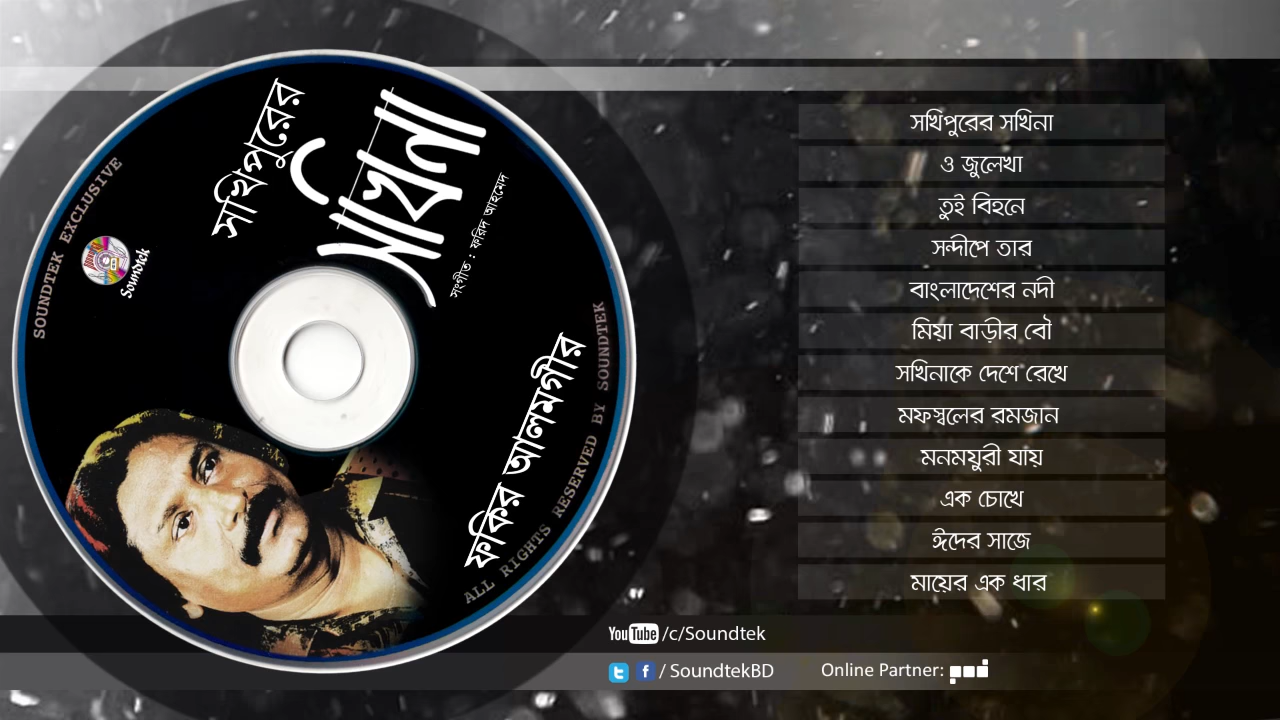 SOUNDTEK EXCLUSIVE
Soundtek
সখিপুরের
সখিনা
সংগীত : ফরিদ আহমেদ
ফকির আলমগীর
ALL RIGHTS RESERVED BY SOUNDTEK
সখিপুরের সখিনা
ও জুলেখা
তুই বিহনে
সন্দীপে তার
বাংলাদেশের নদী
মিয়া বাড়ীর বৌ
সখিনাকে দেশে রেখে
মফস্বলের রমজান
মনময়ুরী যায়
এক চোখে
ঈদের সাজে
মায়ের এক ধার
YouTube /c/Soundtek
/ SoundtekBD
Online Partner: